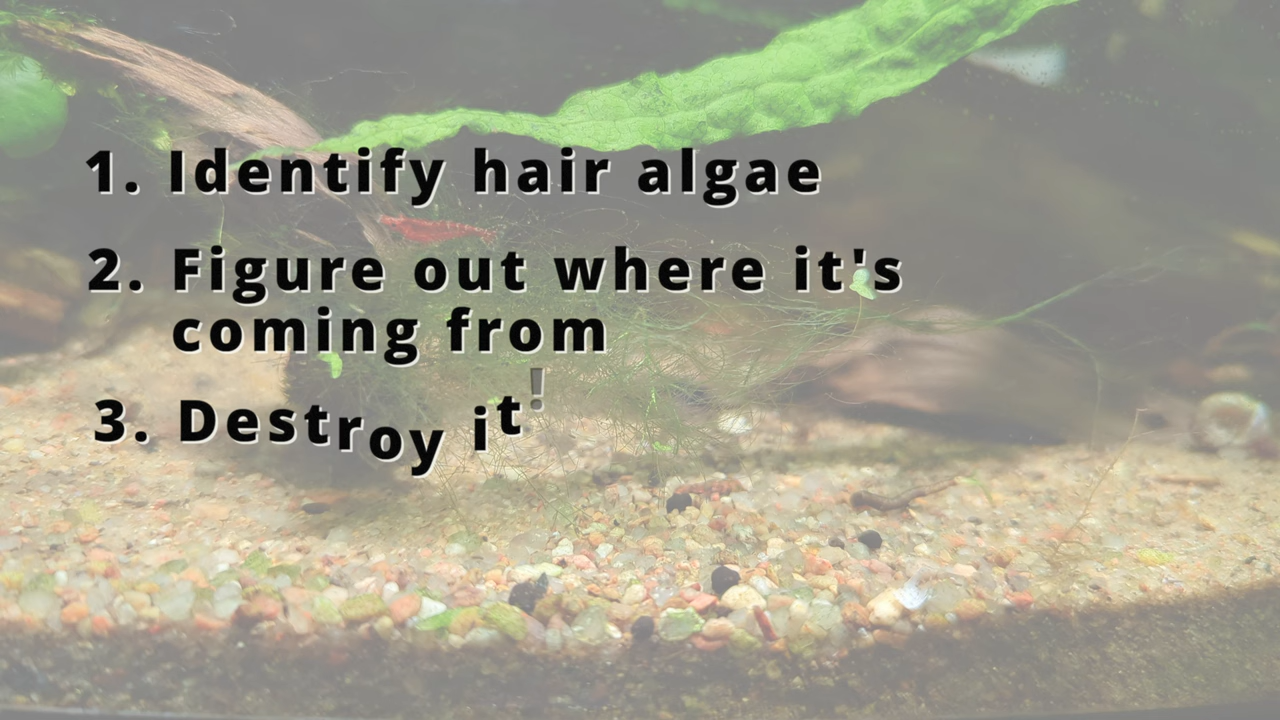 1. Identify hair algae
2. Figure out where it's
coming from
3. Destroy it!